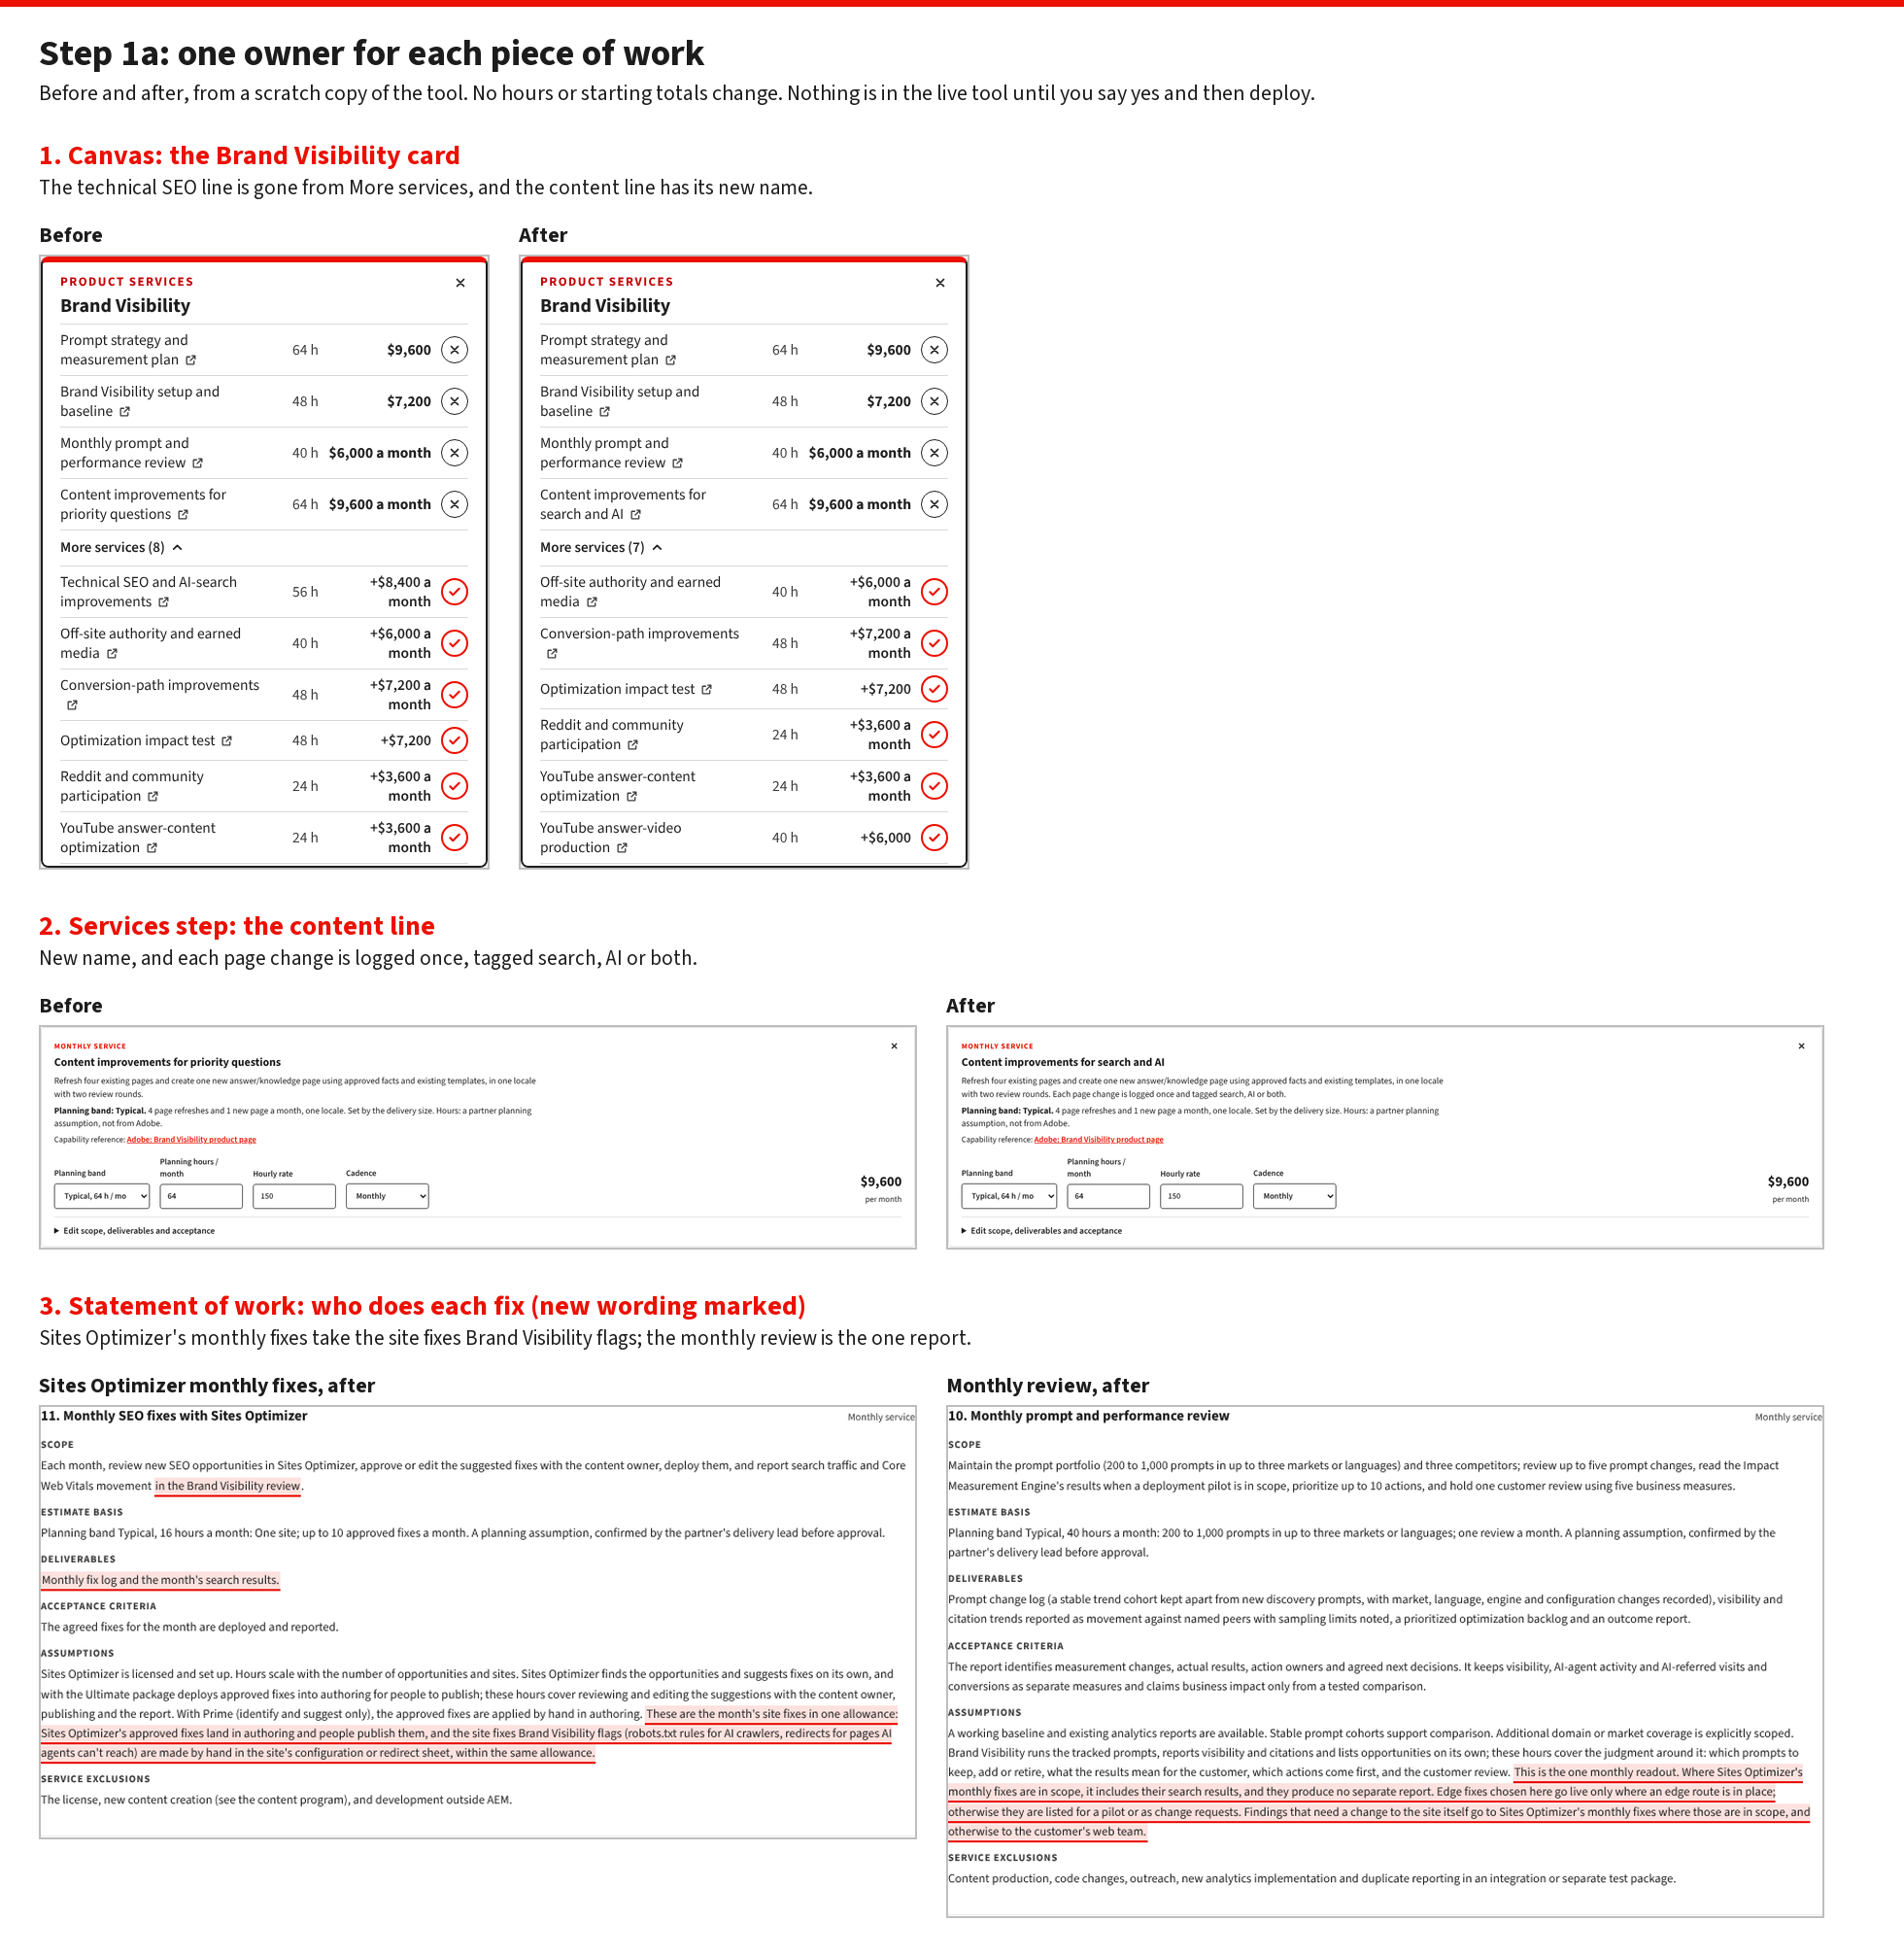 Step 1a: one owner for each piece of work
Before and after, from a scratch copy of the tool. No hours or starting totals change. Nothing is in the live tool until you say yes and then deploy.
1. Canvas: the Brand Visibility card
The technical SEO line is gone from More services, and the content line has its new name.
Before
PRODUCT SERVICES
Brand Visibility
Prompt strategy and
measurement plan
64 h
$9,600
Brand Visibility setup and
baseline
48 h
$7,200
Monthly prompt and
performance review
40 h
$6,000 a month
Content improvements for
priority questions
64 h
$9,600 a month
More services (8)
Technical SEO and AI-search
improvements
56 h
+$8,400 a
month
Off-site authority and earned
media
40 h
+$6,000 a
month
Conversion-path improvements
48 h
+$7,200 a
month
Optimization impact test
48 h
+$7,200
Reddit and community
participation
24 h
+$3,600 a
month
YouTube answer-content
optimization
24 h
+$3,600 a
month
After
PRODUCT SERVICES
Brand Visibility
Prompt strategy and
measurement plan
64 h
$9,600
Brand Visibility setup and
baseline
48 h
$7,200
Monthly prompt and
performance review
40 h
$6,000 a month
Content improvements for
search and AI
64 h
$9,600 a month
More services (7)
Off-site authority and earned
media
40 h
+$6,000 a
month
Conversion-path improvements
48 h
+$7,200 a
month
Optimization impact test
48 h
+$7,200
Reddit and community
participation
24 h
+$3,600 a
month
YouTube answer-content
optimization
24 h
+$3,600 a
month
YouTube answer-video
production
40 h
+$6,000
2. Services step: the content line
New name, and each page change is logged once, tagged search, AI or both.
Before
MONTHLY SERVICE
Content improvements for priority questions
Refresh four existing pages and create one new answer/knowledge page using approved facts and existing templates, in one locale
with two review rounds.
Planning band: Typical. 4 page refreshes and 1 new page a month, one locale. Set by the delivery size. Hours: a partner planning
assumption, not from Adobe.
Capability reference: Adobe: Brand Visibility product page
Planning band
Planning hours /
month
Hourly rate
Cadence
Typical, 64 h / mo
64
150
Monthly
$9,600
per month
Edit scope, deliverables and acceptance
After
MONTHLY SERVICE
Content improvements for search and AI
Refresh four existing pages and create one new answer/knowledge page using approved facts and existing templates, in one locale
with two review rounds. Each page change is logged once and tagged search, AI or both.
Planning band: Typical. 4 page refreshes and 1 new page a month, one locale. Set by the delivery size. Hours: a partner planning
assumption, not from Adobe.
Capability reference: Adobe: Brand Visibility product page
Planning band
Planning hours /
month
Hourly rate
Cadence
Typical, 64 h / mo
64
150
Monthly
$9,600
per month
Edit scope, deliverables and acceptance
3. Statement of work: who does each fix (new wording marked)
Sites Optimizer's monthly fixes take the site fixes Brand Visibility flags; the monthly review is the one report.
Sites Optimizer monthly fixes, after
11. Monthly SEO fixes with Sites Optimizer
Monthly service
SCOPE
Each month, review new SEO opportunities in Sites Optimizer, approve or edit the suggested fixes with the content owner, deploy them, and report search traffic and Core
Web Vitals movement in the Brand Visibility review.
ESTIMATE BASIS
Planning band Typical, 16 hours a month: One site; up to 10 approved fixes a month. A planning assumption, confirmed by the partner's delivery lead before approval.
DELIVERABLES
Monthly fix log and the month's search results.
ACCEPTANCE CRITERIA
The agreed fixes for the month are deployed and reported.
ASSUMPTIONS
Sites Optimizer is licensed and set up. Hours scale with the number of opportunities and sites. Sites Optimizer finds the opportunities and suggests fixes on its own, and
with the Ultimate package deploys approved fixes into authoring for people to publish; these hours cover reviewing and editing the suggestions with the content owner,
publishing and the report. With Prime (identify and suggest only), the approved fixes are applied by hand in authoring. These are the month's site fixes in one allowance:
Sites Optimizer's approved fixes land in authoring and people publish them, and the site fixes Brand Visibility flags (robots.txt rules for AI crawlers, redirects for pages AI
agents can't reach) are made by hand in the site's configuration or redirect sheet, within the same allowance.
SERVICE EXCLUSIONS
The license, new content creation (see the content program), and development outside AEM.
Monthly review, after
10. Monthly prompt and performance review
Monthly service
SCOPE
Maintain the prompt portfolio (200 to 1,000 prompts in up to three markets or languages) and three competitors; review up to five prompt changes, read the Impact
Measurement Engine's results when a deployment pilot is in scope, prioritize up to 10 actions, and hold one customer review using five business measures.
ESTIMATE BASIS
Planning band Typical, 40 hours a month: 200 to 1,000 prompts in up to three markets or languages; one review a month. A planning assumption, confirmed by the
partner's delivery lead before approval.
DELIVERABLES
Prompt change log (a stable trend cohort kept apart from new discovery prompts, with market, language, engine and configuration changes recorded), visibility and
citation trends reported as movement against named peers with sampling limits noted, a prioritized optimization backlog and an outcome report.
ACCEPTANCE CRITERIA
The report identifies measurement changes, actual results, action owners and agreed next decisions. It keeps visibility, AI-agent activity and AI-referred visits and
conversions as separate measures and claims business impact only from a tested comparison.
ASSUMPTIONS
A working baseline and existing analytics reports are available. Stable prompt cohorts support comparison. Additional domain or market coverage is explicitly scoped.
Brand Visibility runs the tracked prompts, reports visibility and citations and lists opportunities on its own; these hours cover the judgment around it: which prompts to
keep, add or retire, what the results mean for the customer, which actions come first, and the customer review. This is the one monthly readout. Where Sites Optimizer's
monthly fixes are in scope, it includes their search results, and they produce no separate report. Edge fixes chosen here go live only where an edge route is in place;
otherwise they are listed for a pilot or as change requests. Findings that need a change to the site itself go to Sites Optimizer's monthly fixes where those are in scope, and
otherwise to the customer's web team.
SERVICE EXCLUSIONS
Content production, code changes, outreach, new analytics implementation and duplicate reporting in an integration or separate test package.